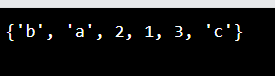 {'b', 'a', 2, 1, 3, 'c'}